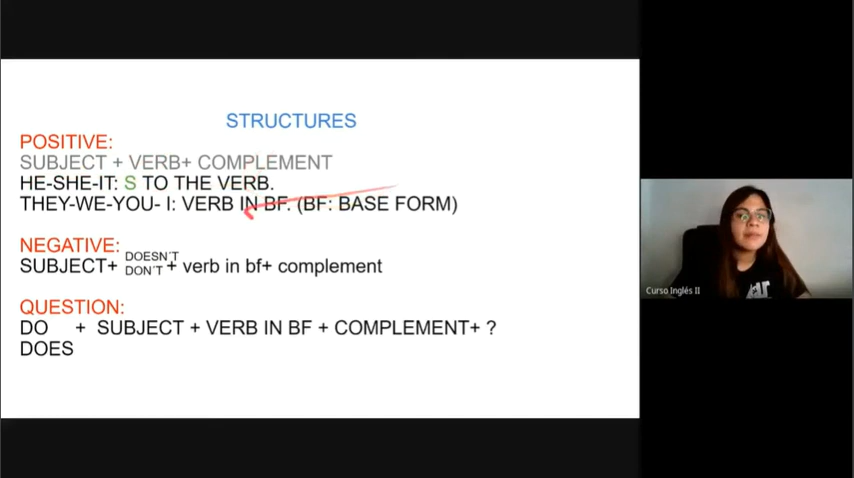 STRUCTURES
POSITIVE:
SUBJECT + VERB+ COMPLEMENT
HE-SHE-IT: S TO THE VERB.
THEY-WE-YOU- I: VERB IN BF. (BF: BASE FORM)
NEGATIVE:
DOESN´T
SUBJECT+ DON´T + verb in bf+ complement
QUESTION:
DO + SUBJECT + VERB IN BF + COMPLEMENT+ ?
DOES
Curso Inglés II